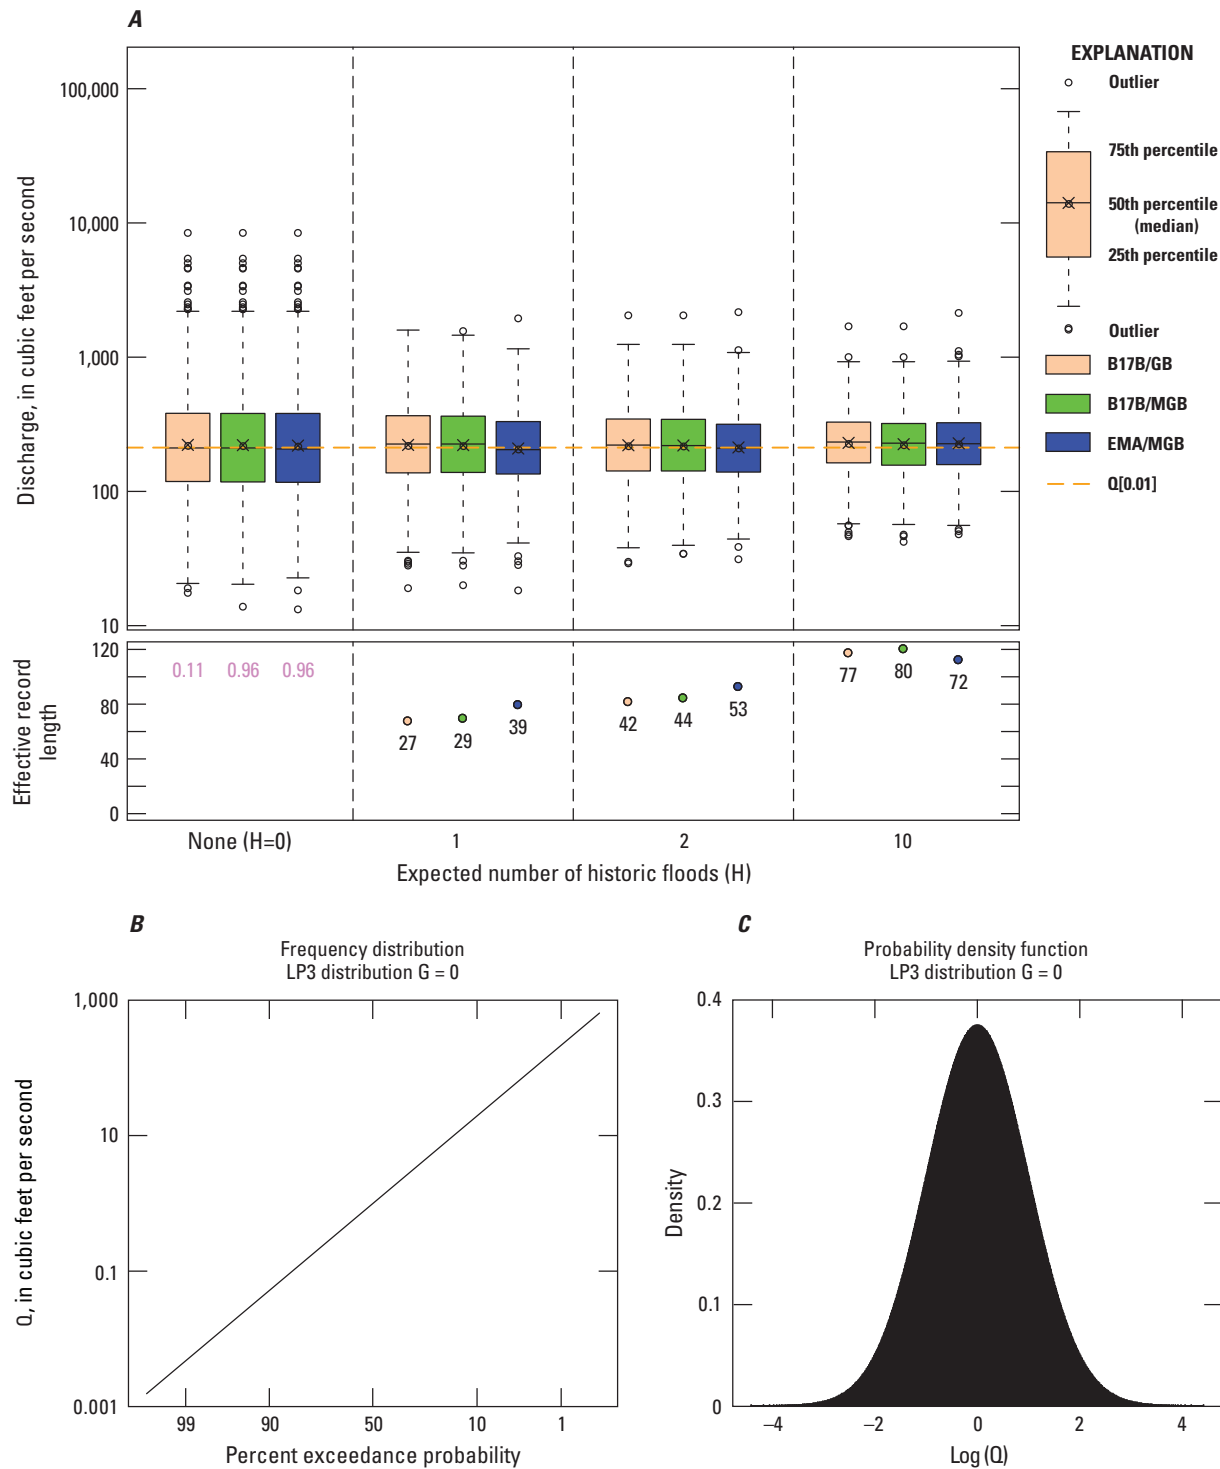 A
EXPLANATION
Outlier
75th percentile
50th percentile
(median)
25th percentile
Outlier
B17B/GB
B17B/MGB
EMA/MGB
Q[0.01]
Discharge, in cubic feet per second
100,000
10,000
1,000
100
10
Effective record
length
120
80
40
0
0.11 0.96 0.96
27 29 39
42 44 53
77 80 72
None (H=0) 1 2 10
Expected number of historic floods (H)
B
Frequency distribution
LP3 distribution G = 0
Q, in cubic feet per second
1,000
10
0.1
0.001
99 90 50 10 1
Percent exceedance probability
C
Probability density function
LP3 distribution G = 0
Density
0.4
0.3
0.2
0.1
0
–4 –2 0 2 4
Log (Q)